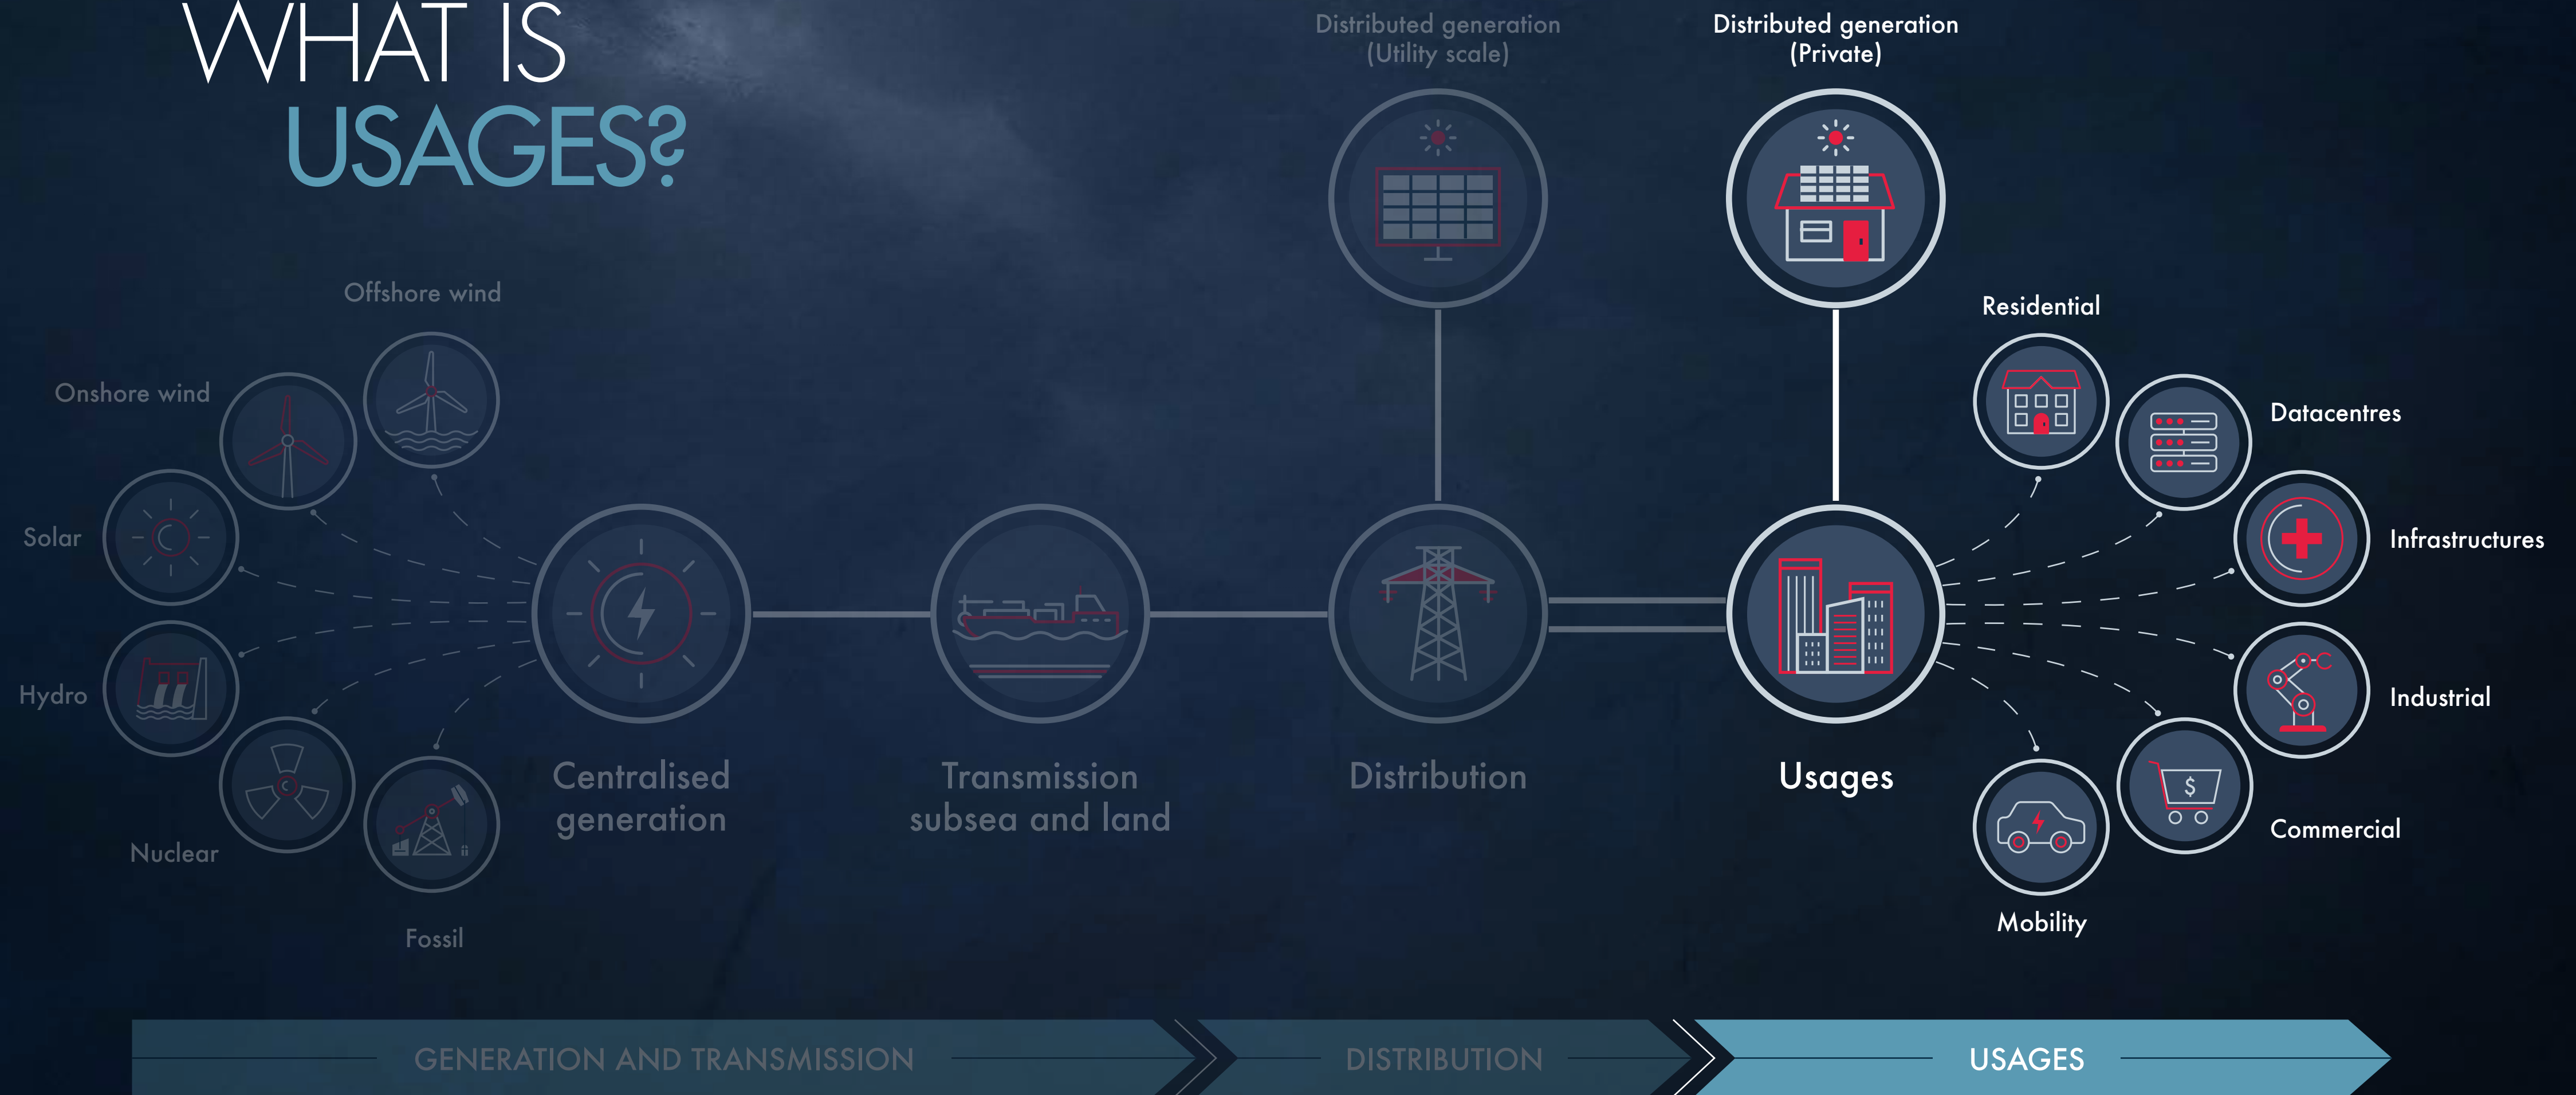 WHAT IS
USAGES?
Distributed generation
(Utility scale)
Distributed generation
(Private)
Offshore wind
Onshore wind
Solar
Hydro
Nuclear
Fossil
Centralised
generation
Transmission
subsea and land
Distribution
Usages
Residential
Datacentres
Infrastructures
Industrial
$
Commercial
Mobility
GENERATION AND TRANSMISSION
DISTRIBUTION
USAGES